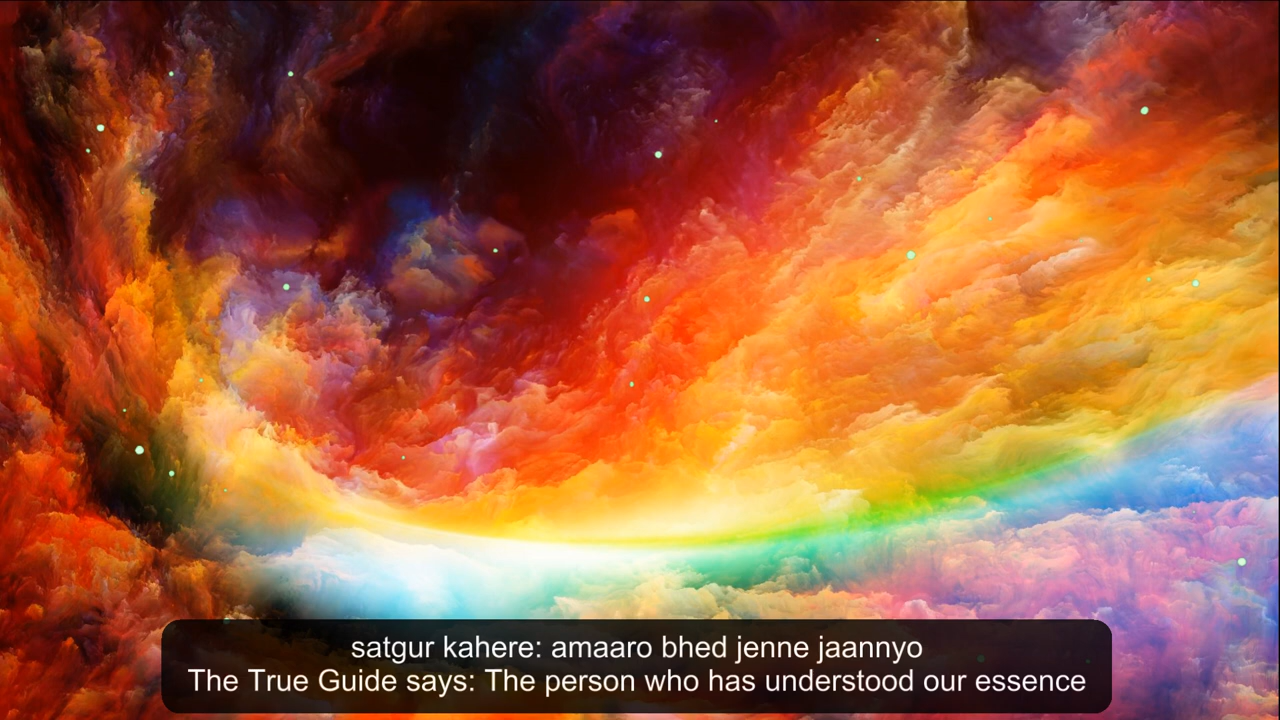 satgur kahere: amaaro bhed jenne jaannyo
The True Guide says: The person who has understood our essence